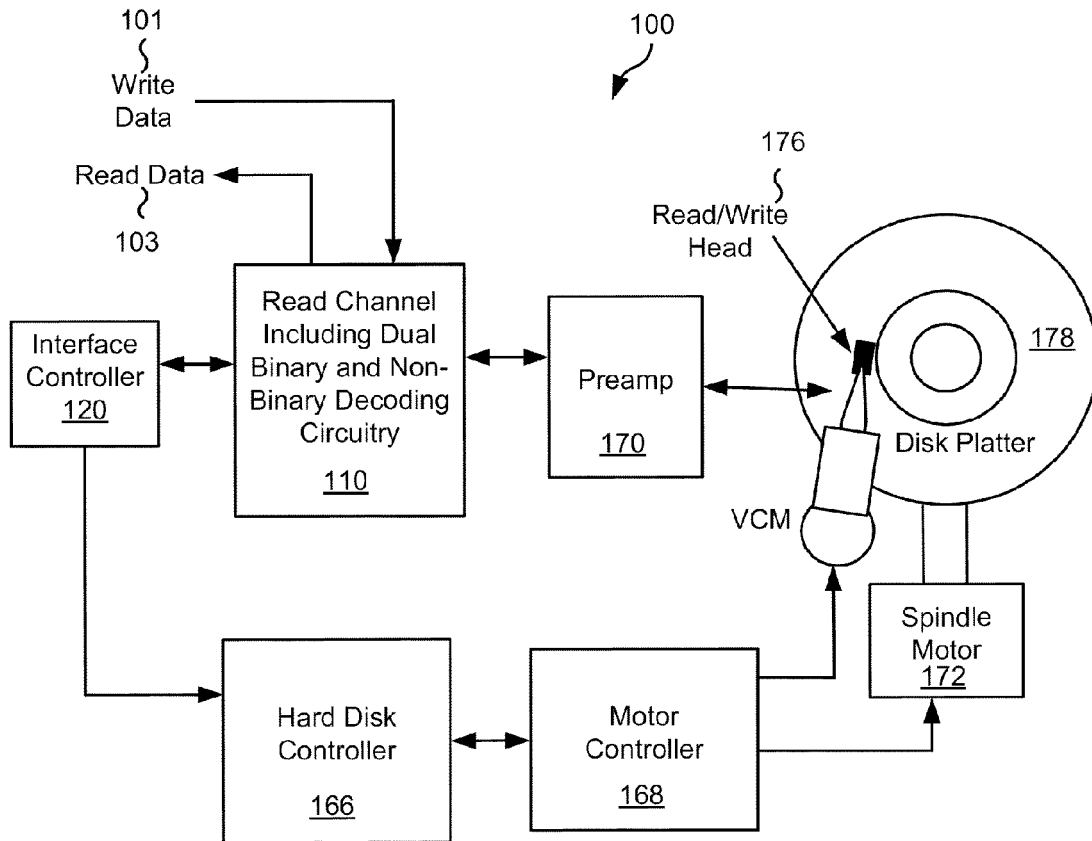 101
Write
Data
100
Read Data
103
176
Read/Write
Head
Interface
Controller
120
Read Channel
Including Dual
Binary and Non-
Binary Decoding
Circuitry
110
Preamp
170
178
Disk Platter
VCM
Spindle
Motor
172
Hard Disk
Controller
166
Motor
Controller
168